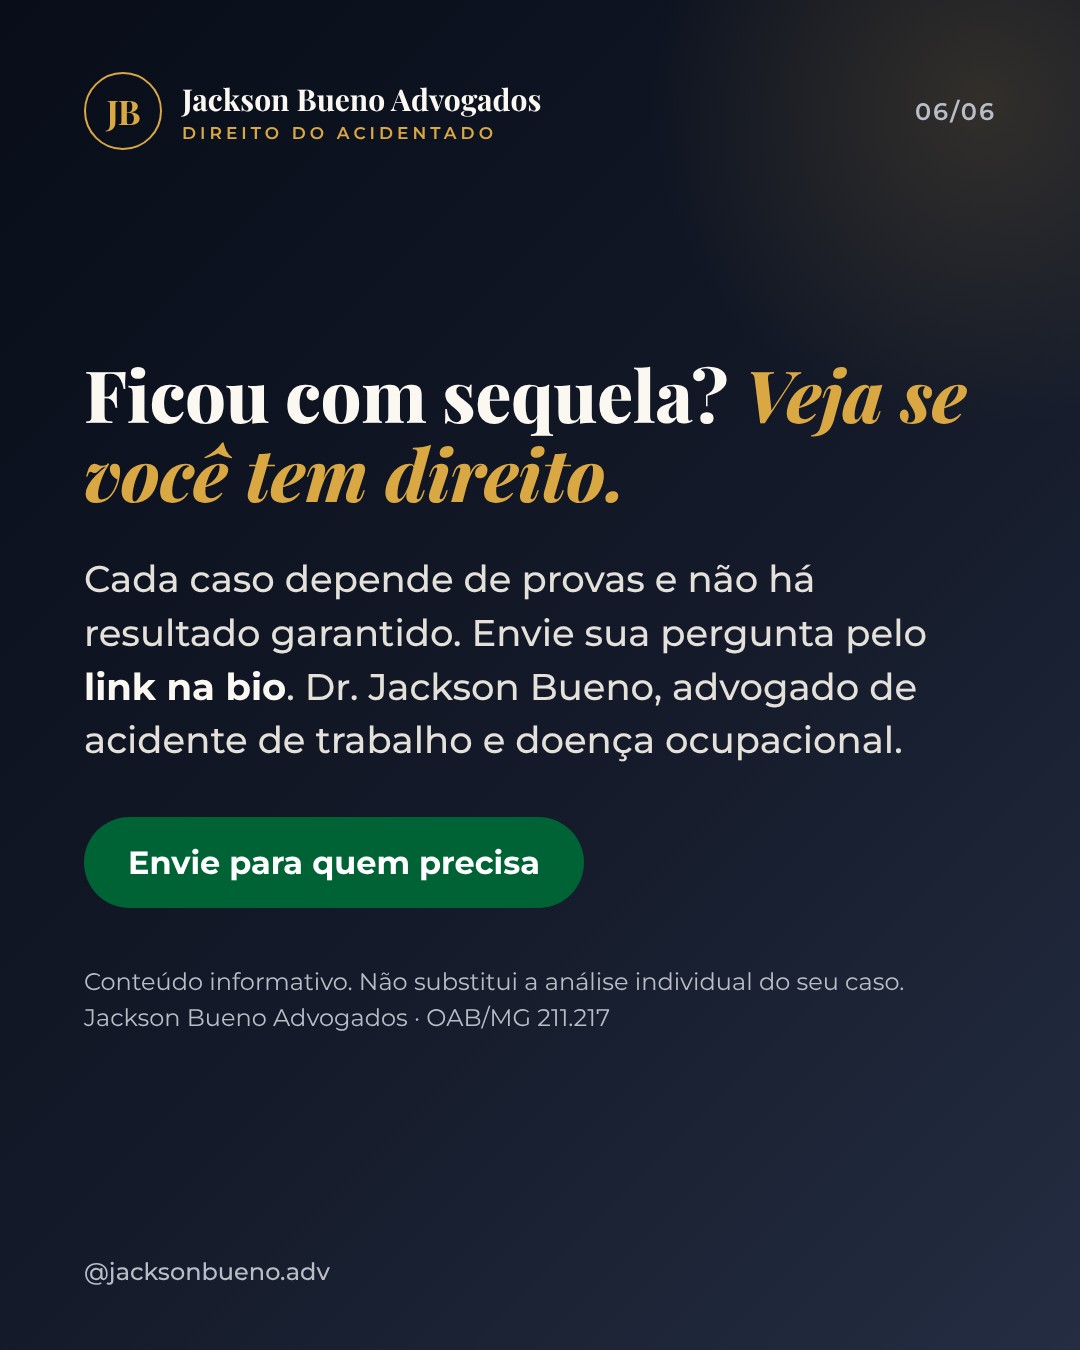 JB
Jackson Bueno Advogados
DIREITO DO ACIDENTADO
06/06
Ficou com sequela? Veja se
você tem direito.
Cada caso depende de provas e não há
resultado garantido. Envie sua pergunta pelo
link na bio. Dr. Jackson Bueno, advogado de
acidente de trabalho e doença ocupacional.
Envie para quem precisa
Conteúdo informativo. Não substitui a análise individual do seu caso.
Jackson Bueno Advogados · OAB/MG 211.217
@jacksonbueno.adv